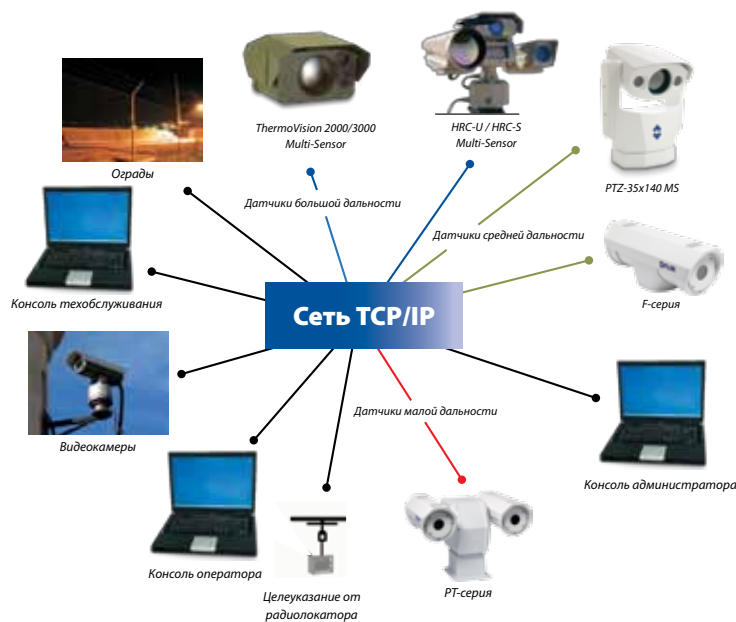 ThermoVision 2000/3000
Multi-Sensor
HRC-U / HRC-S
Multi-Sensor
Ограды
PTZ-35x140 MS
Датчики большой дальности
Датчики средней дальности
Консоль техобслуживания
F-серия
Сеть TCP/IP
Видеокамеры
Датчики малой дальности
Консоль администратора
Консоль оператора
Целеуказание от
радиолокатора
PT-серия